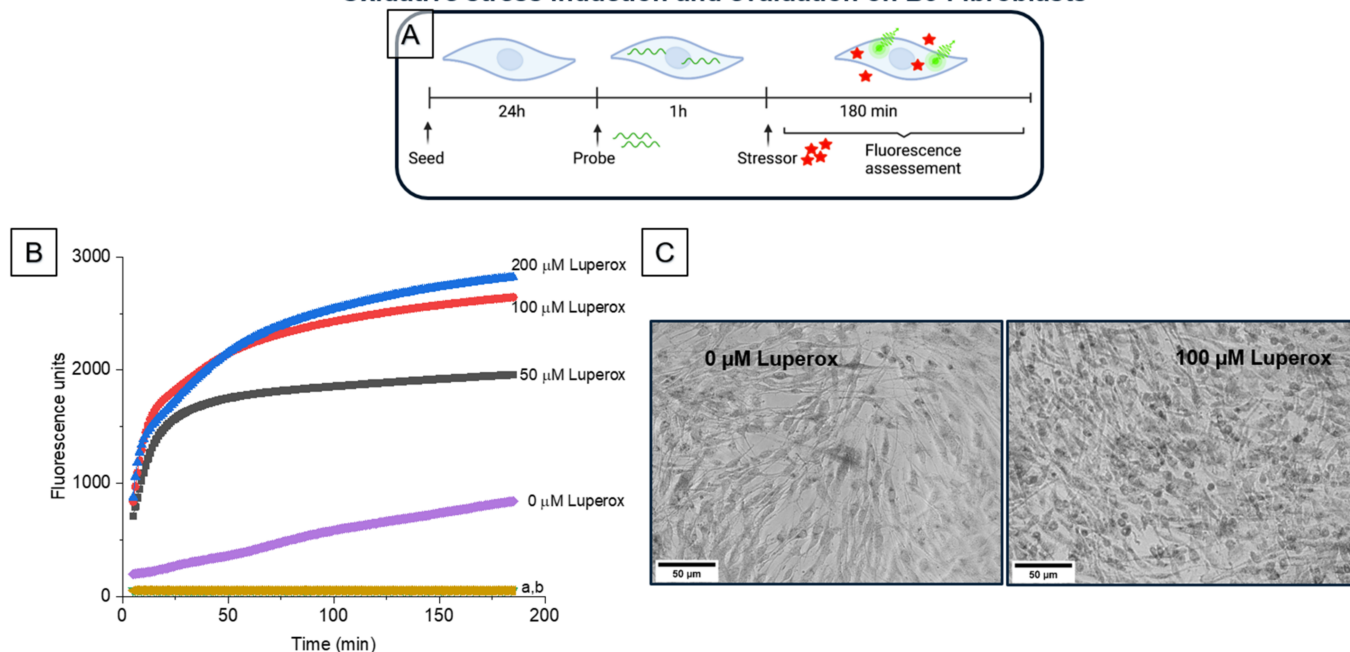 A
24h
1h
180 min
Seed
Probe
Stressor
Fluorescence
assessement
B
3000
2000
1000
0
Fluorescence units
200 μM Luperox
100 μM Luperox
50 μM Luperox
0 μM Luperox
a,b
0
50
100
150
200
Time (min)
C
0 μM Luperox
50 μm
100 μM Luperox
50 μm